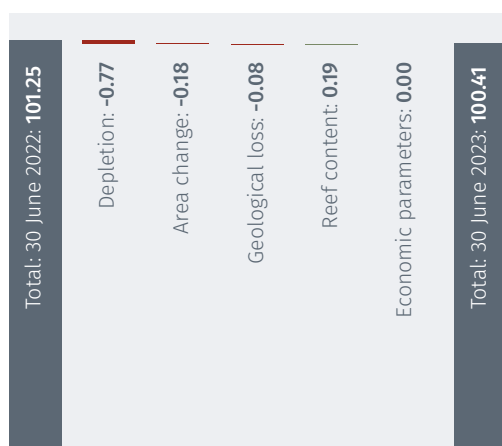 Total: 30 June 2022: 101.25
Depletion: -0.77
Area change: -0.18
Geological loss: -0.08
Reef content: 0.19
Economic parameters: 0.00
Total: 30 June 2023: 100.41